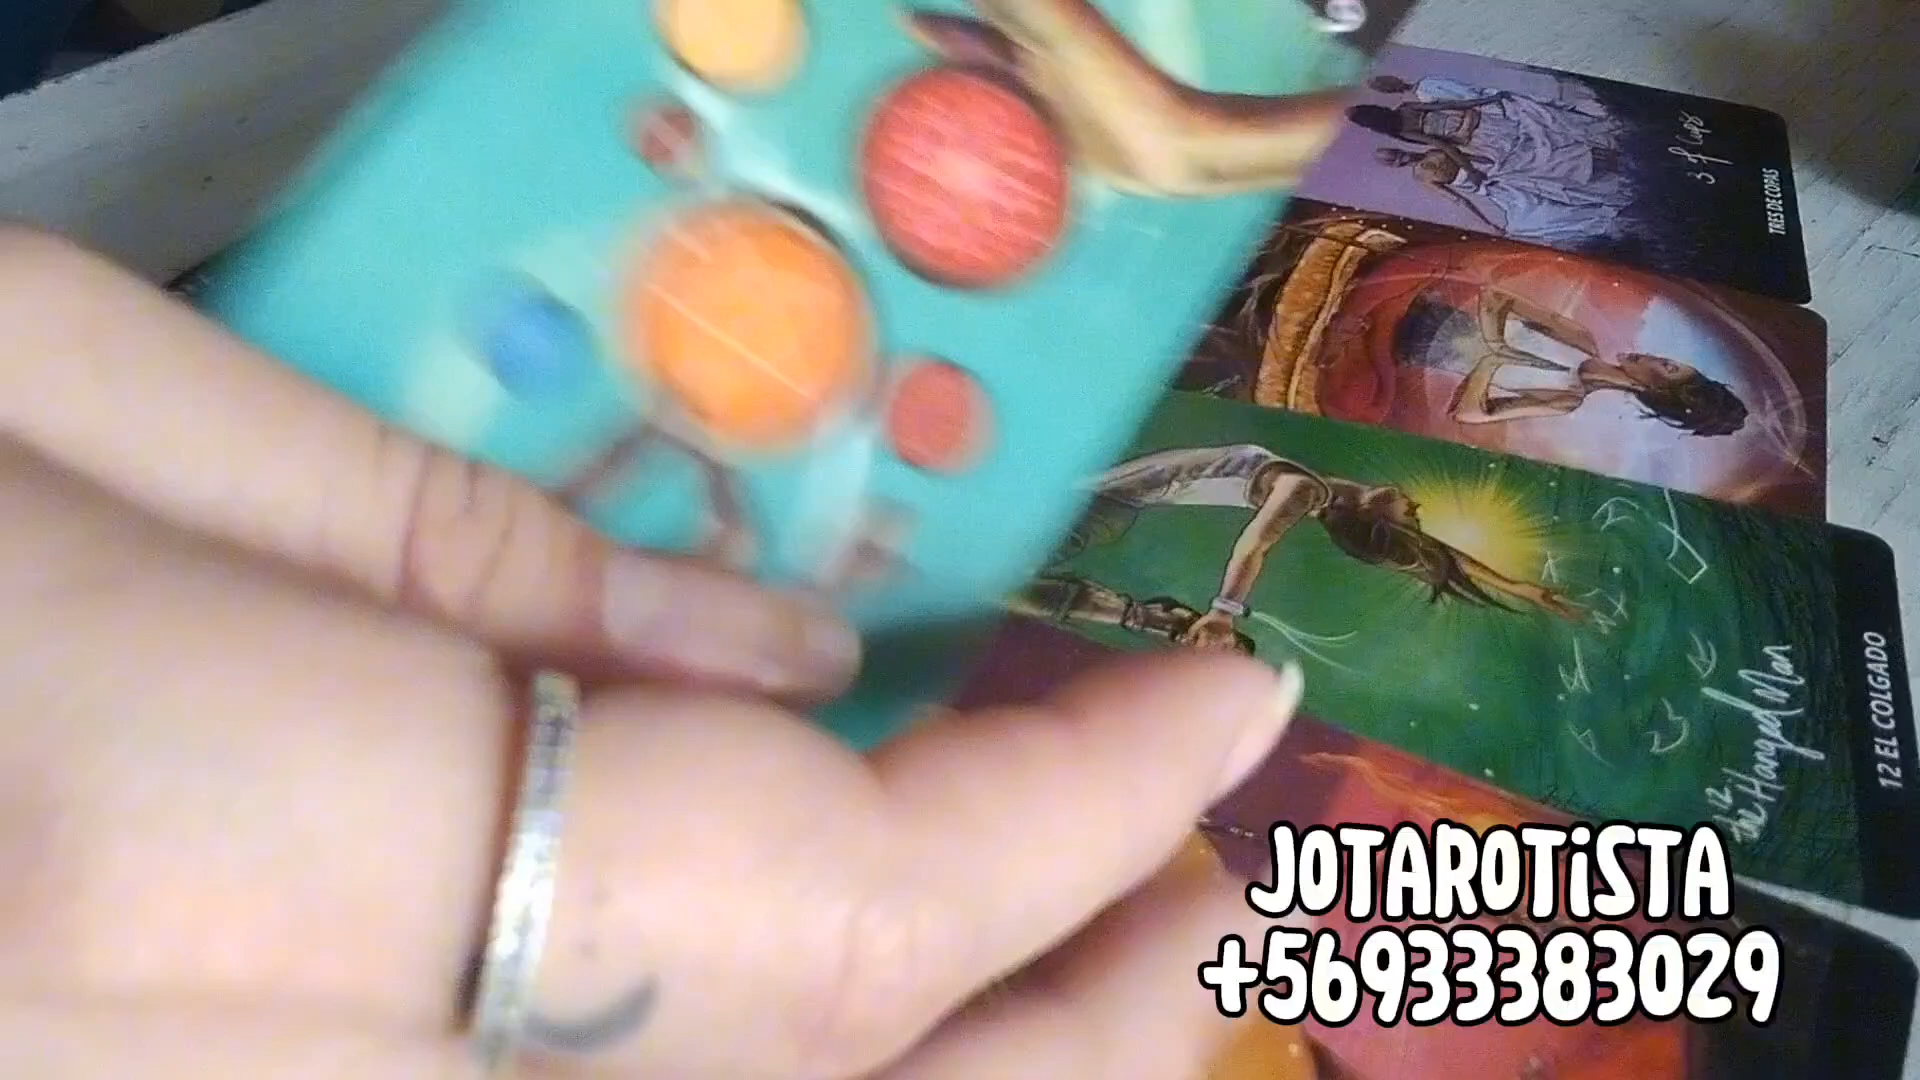 3 of Cups
TRES DE COPAS
12
the Hanged Man
12 EL COLGADO
JOTAROTiSTA
+56933383029